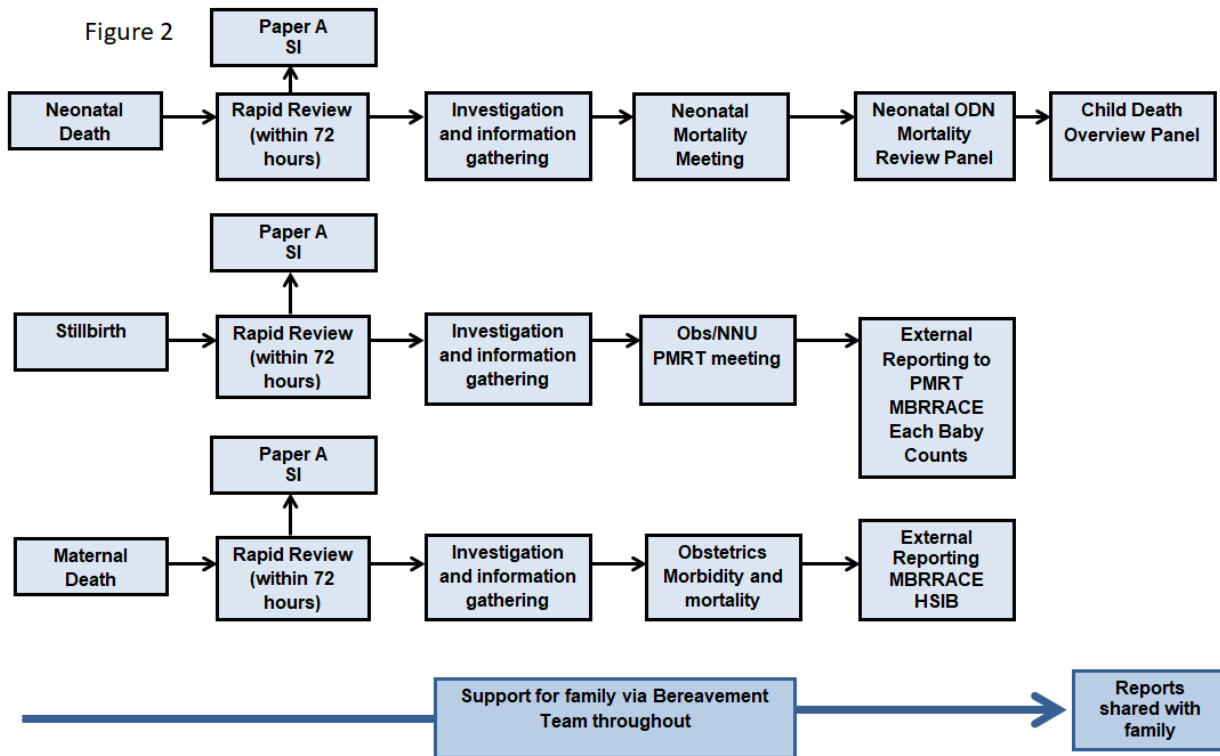 Figure 2
Paper A
SI
Neonatal
Death
Rapid Review
(within 72
hours)
Investigation
and information
gathering
Neonatal
Mortality
Meeting
Neonatal ODN
Mortality
Review Panel
Child Death
Overview Panel
Paper A
SI
Stillbirth
Rapid Review
(within 72
hours)
Investigation
and information
gathering
Obs/NNU
PMRT meeting
External
Reporting to
PMRT
MBRRACE
Each Baby
Counts
Paper A
SI
Maternal
Death
Rapid Review
(within 72
hours)
Investigation
and information
gathering
Obstetrics
Morbidity and
mortality
External
Reporting
MBRRACE
HSIB
Support for family via Bereavement
Team throughout
Reports
shared with
family